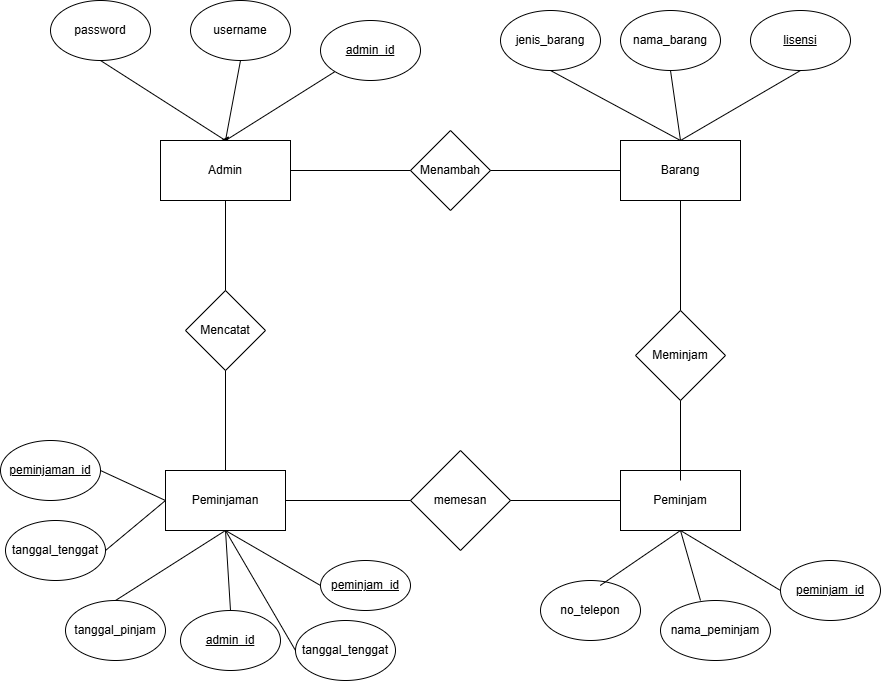 password
username
admin_id
jenis_barang
nama_barang
lisensi
Admin
Menambah
Barang
Mencatat
Meminjam
peminjaman_id
Peminjaman
memesan
Peminjam
tanggal_tenggat
peminjam_id
peminjam_id
no_telepon
tanggal_pinjam
admin_id
tanggal_tenggat
nama_peminjam